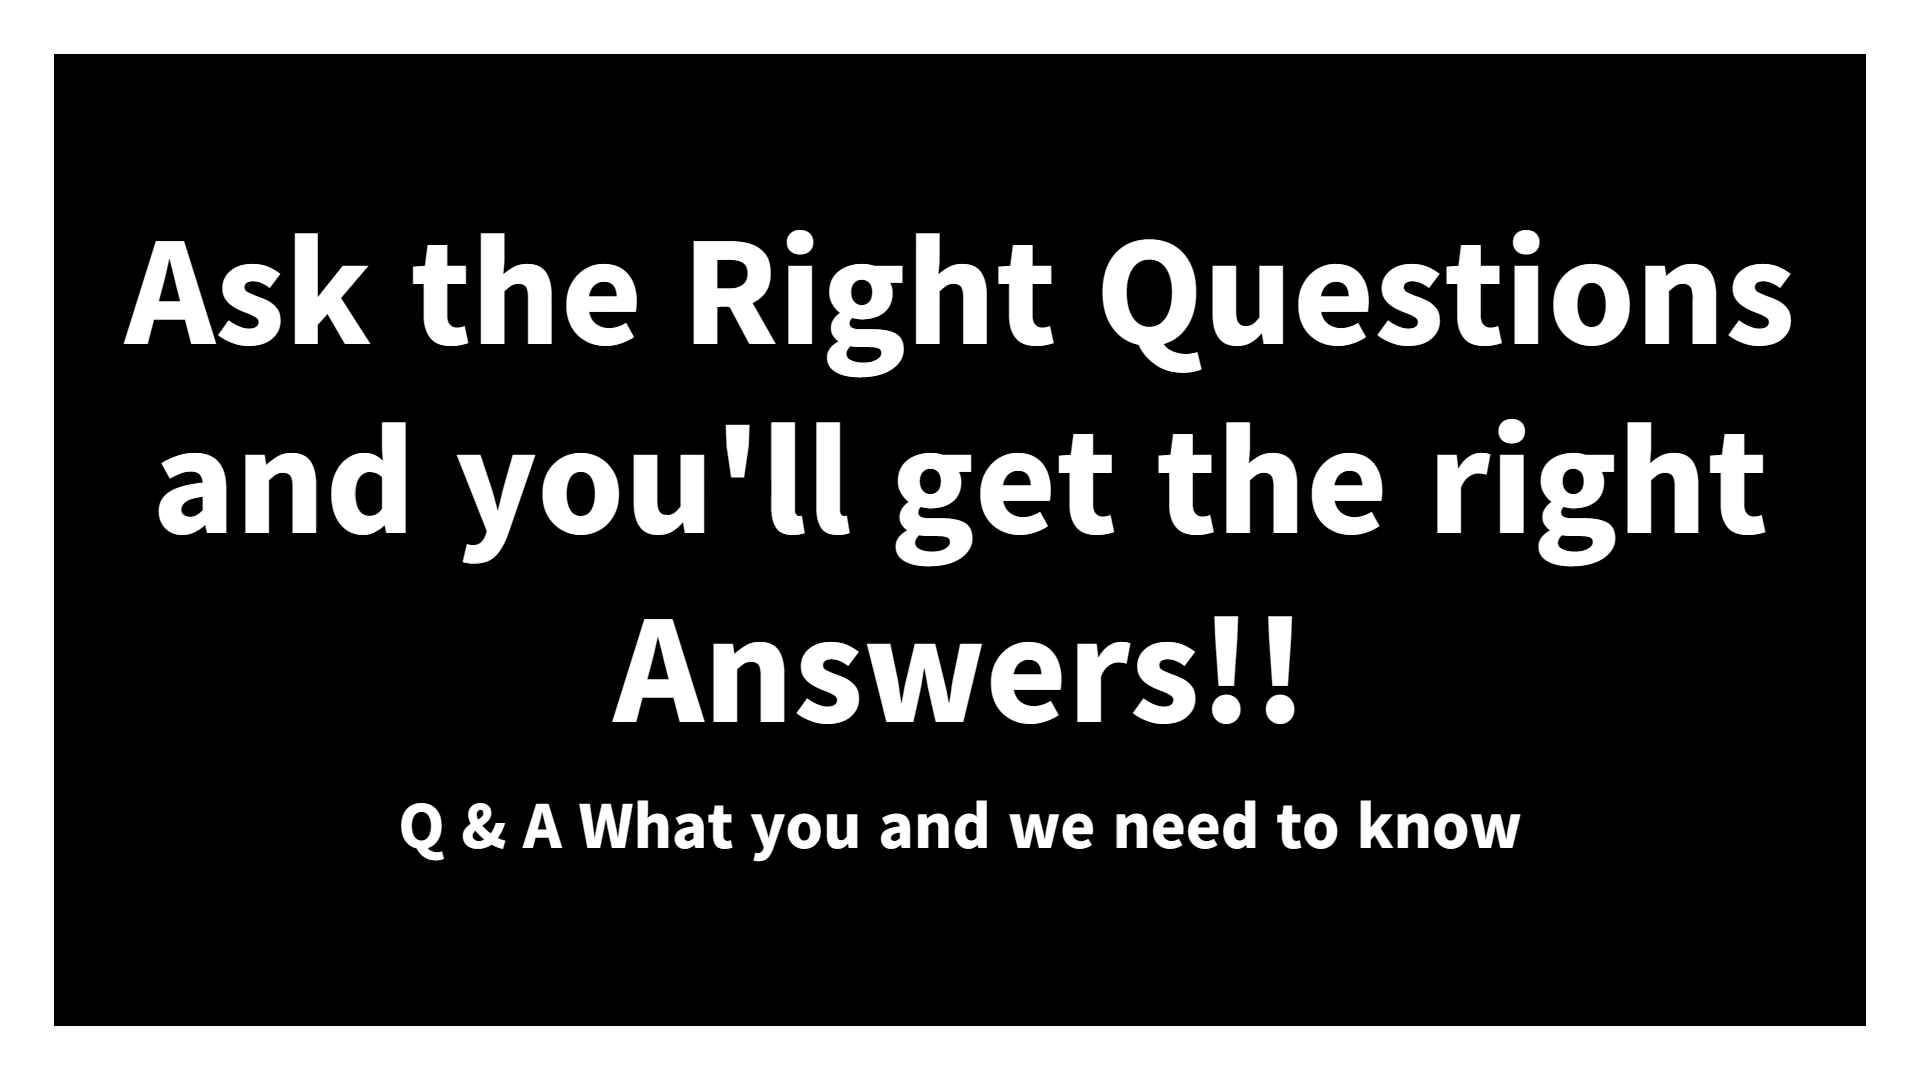 Ask the Right Questions
and you'll get the right
Answers!!
Q & A What you and we need to know